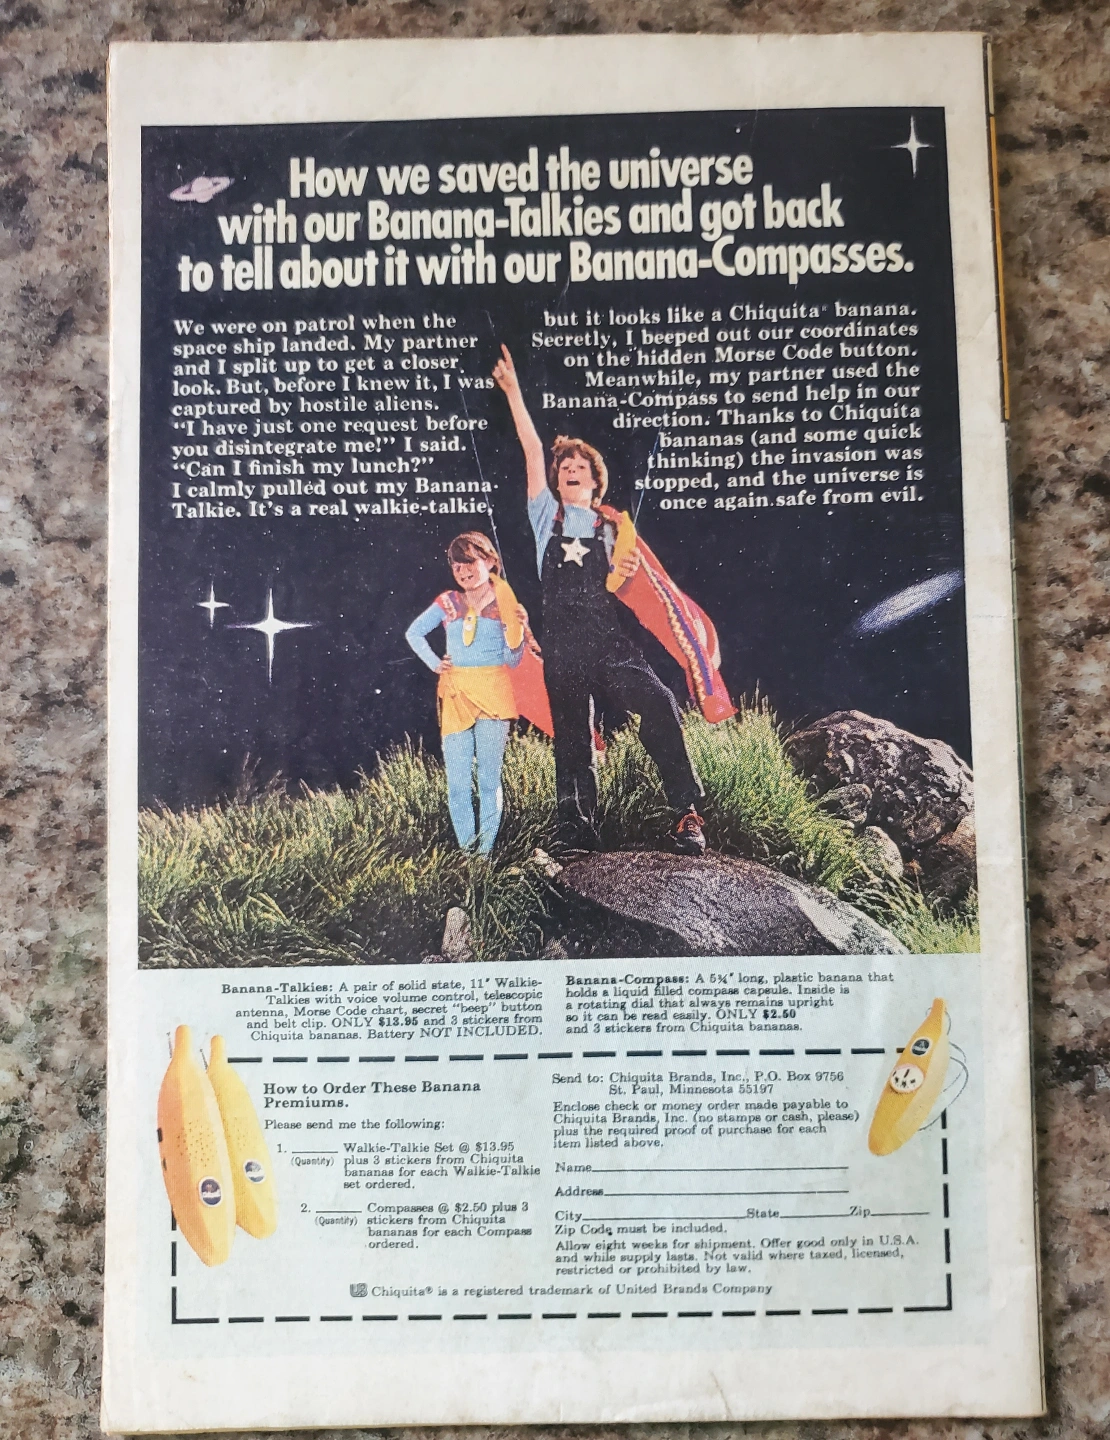 How we saved the universe
with our Banana-Talkies and got back
to tell about it with our Banana-Compasses.
We were on patrol when the
space ship landed. My partner
and I split up to get a closer
look. But, before I knew it, I was
captured by hostile aliens.
"I have just one request before
you disintegrate me!" I said.
"Can I finish my lunch?"
I calmly pulled out my Banana-
Talkie. It's a real walkie-talkie,
but it looks like a Chiquita® banana.
Secretly, I beeped out our coordinates
on the hidden Morse Code button.
Meanwhile, my partner used the
Banana-Compass to send help in our
direction. Thanks to Chiquita
bananas (and some quick
thinking) the invasion was
stopped, and the universe is
once again safe from evil.
Banana-Talkies: A pair of solid state, 11" Walkie-
Talkies with voice volume control, telescopic
antenna, Morse Code chart, secret "beep" button
and belt clip. ONLY $13.95 and 3 stickers from
Chiquita bananas. Battery NOT INCLUDED.
Banana-Compass: A 5¾" long, plastic banana that
holds a liquid filled compass capsule. Inside is
a rotating dial that always remains upright
so it can be read easily. ONLY $2.50
and 3 stickers from Chiquita bananas.
How to Order These Banana
Premiums.
Please send me the following:
1. ______ Walkie-Talkie Set @ $13.95
(Quantity) plus 3 stickers from Chiquita
bananas for each Walkie-Talkie
set ordered.
2. ______ Compasses @ $2.50 plus 3
(Quantity) stickers from Chiquita
bananas for each Compass
ordered.
Send to: Chiquita Brands, Inc., P.O. Box 9756
St. Paul, Minnesota 55197
Enclose check or money order made payable to
Chiquita Brands, Inc. (no stamps or cash, please)
plus the required proof of purchase for each
item listed above.
Name
Address
City State Zip
Zip Code must be included.
Allow eight weeks for shipment. Offer good only in U.S.A.
and while supply lasts. Not valid where taxed, licensed,
restricted or prohibited by law.
Chiquita® is a registered trademark of United Brands Company